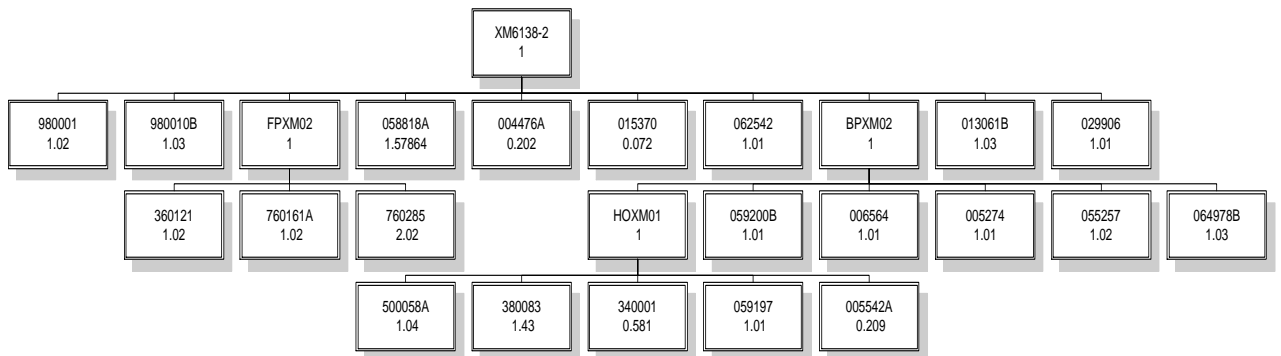 XM6138-2
1
980001
1.02
980010B
1.03
FPXM02
1
058818A
1.57864
004476A
0.202
015370
0.072
062542
1.01
BPXM02
1
013061B
1.03
029906
1.01
360121
1.02
760161A
1.02
760285
2.02
HOXM01
1
059200B
1.01
006564
1.01
005274
1.01
055257
1.02
064978B
1.03
500058A
1.04
380083
1.43
340001
0.581
059197
1.01
005542A
0.209